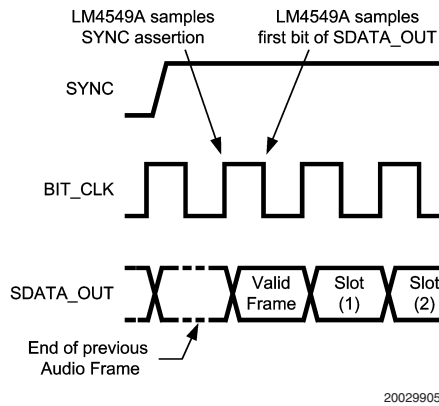 LM4549A samples
SYNC assertion
LM4549A samples
first bit of SDATA_OUT
SYNC
BIT_CLK
SDATA_OUT
Valid
Frame
Slot
(1)
Slot
(2)
End of previous
Audio Frame
20029905